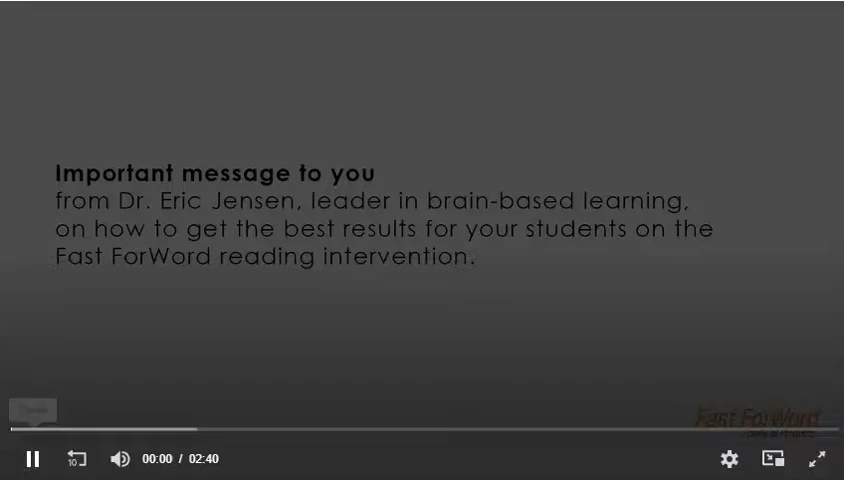 Important message to you
from Dr. Eric Jensen, leader in brain-based learning,
on how to get the best results for your students on the
Fast ForWord reading intervention.
Fast ForWord
10
00:00 / 02:40